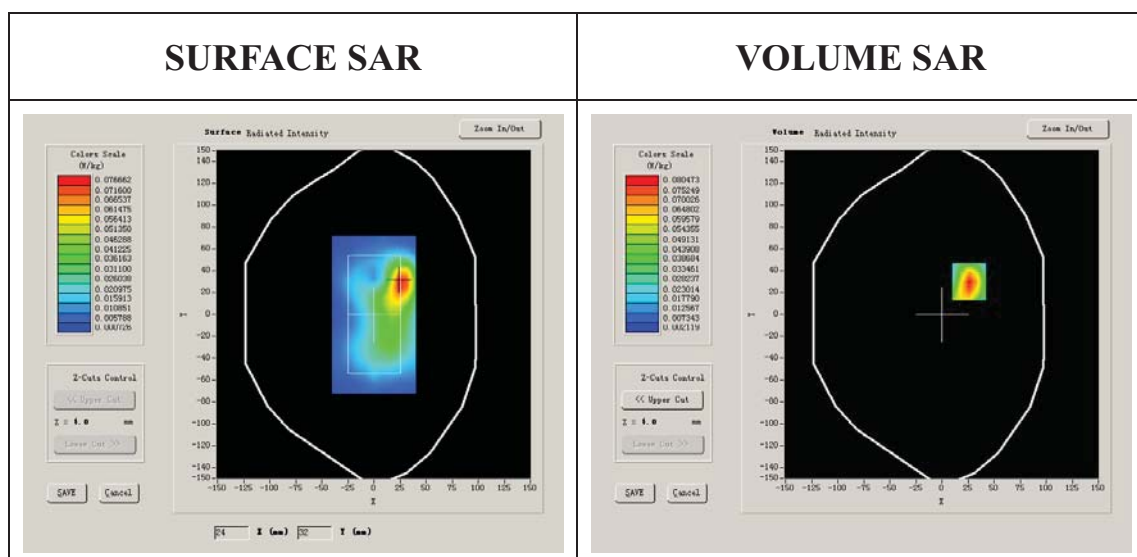 SURFACE SAR
VOLUME SAR
Surface Radiated Intensity
Zoom In/Out
Colors Scale
(W/kg)
0.076662
0.071600
0.066537
0.061475
0.056413
0.051350
0.046288
0.041225
0.036163
0.031100
0.026038
0.020975
0.015913
0.010851
0.005788
0.000726
Z-Cuts Control
<< Upper Cut
Z = 4.0 mm
Lower Cut >>
SAVE
Cancel
150
140
120
100
80
60
40
20
0
-20
-40
-60
-80
-100
-120
-140
-150
Y
-150 -125 -100 -75 -50 -25 0 25 50 75 100 125 150
X
24 X (mm) 32 Y (mm)
Volume Radiated Intensity
Zoom In/Out
Colors Scale
(W/kg)
0.080473
0.075249
0.070026
0.064802
0.059579
0.054355
0.049131
0.043908
0.038684
0.033461
0.028237
0.023014
0.017790
0.012567
0.007343
0.002119
Z-Cuts Control
<< Upper Cut
Z = 4.0 mm
Lower Cut >>
SAVE
Cancel
150
140
120
100
80
60
40
20
0
-20
-40
-60
-80
-100
-120
-140
-150
Y
-150 -125 -100 -75 -50 -25 0 25 50 75 100 125 150
X